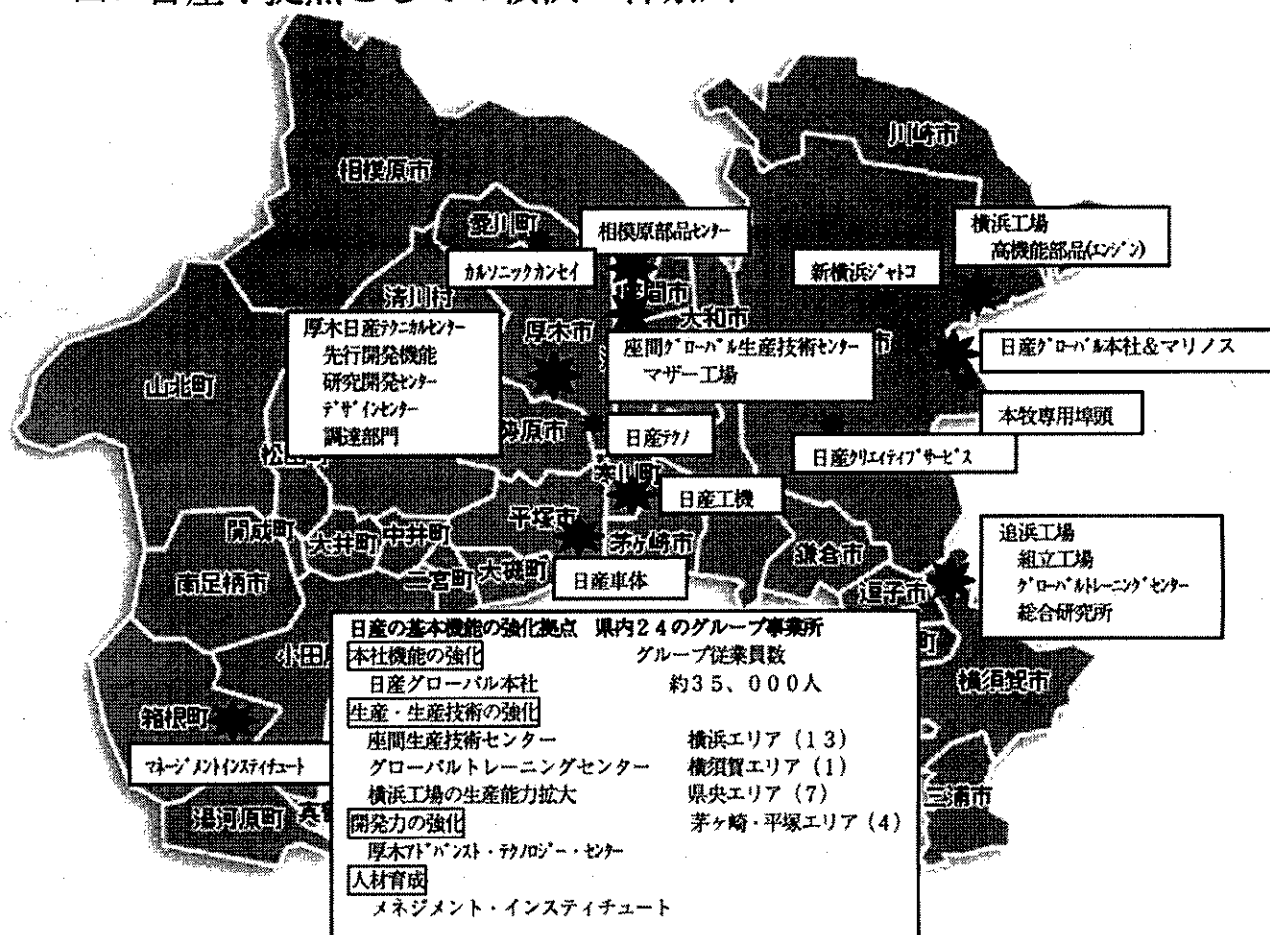 川崎市
相模原市
愛川町
相模原部品センター
横浜工場
高機能部品(エンジン)
カルソニックカンセイ
新横浜ジャトコ
清川村
間市
大和市
厚木日産テクニカルセンター
先行開発機能
研究開発センター
デザインセンター
調達部門
厚木市
座間グローバル生産技術センター
マザー工場
市
日産グローバル本社&マリノス
山北町
本牧専用埠頭
原市
日産テクノ
日産クリエイティブサービス
寒川町
日産工機
開成町
大井町
中井町
平塚市
茅ヶ崎市
鎌倉市
追浜工場
組立工場
グローバルトレーニングセンター
総合研究所
南足柄市
二宮町
大磯町
日産車体
逗子市
日産の基本機能の強化拠点 県内24のグループ事業所
本社機能の強化 グループ従業員数
日産グローバル本社 約35、000人
生産・生産技術の強化
座間生産技術センター 横浜エリア(13)
グローバルトレーニングセンター 横須賀エリア(1)
横浜工場の生産能力拡大 県央エリア(7)
開発力の強化 茅ヶ崎・平塚エリア(4)
厚木アドバンスト・テクノロジー・センター
人材育成
メネジメント・インスティチュート
小田
町
横須賀市
箱根町
マネージメントインスティチュート
湯河原町
三浦市